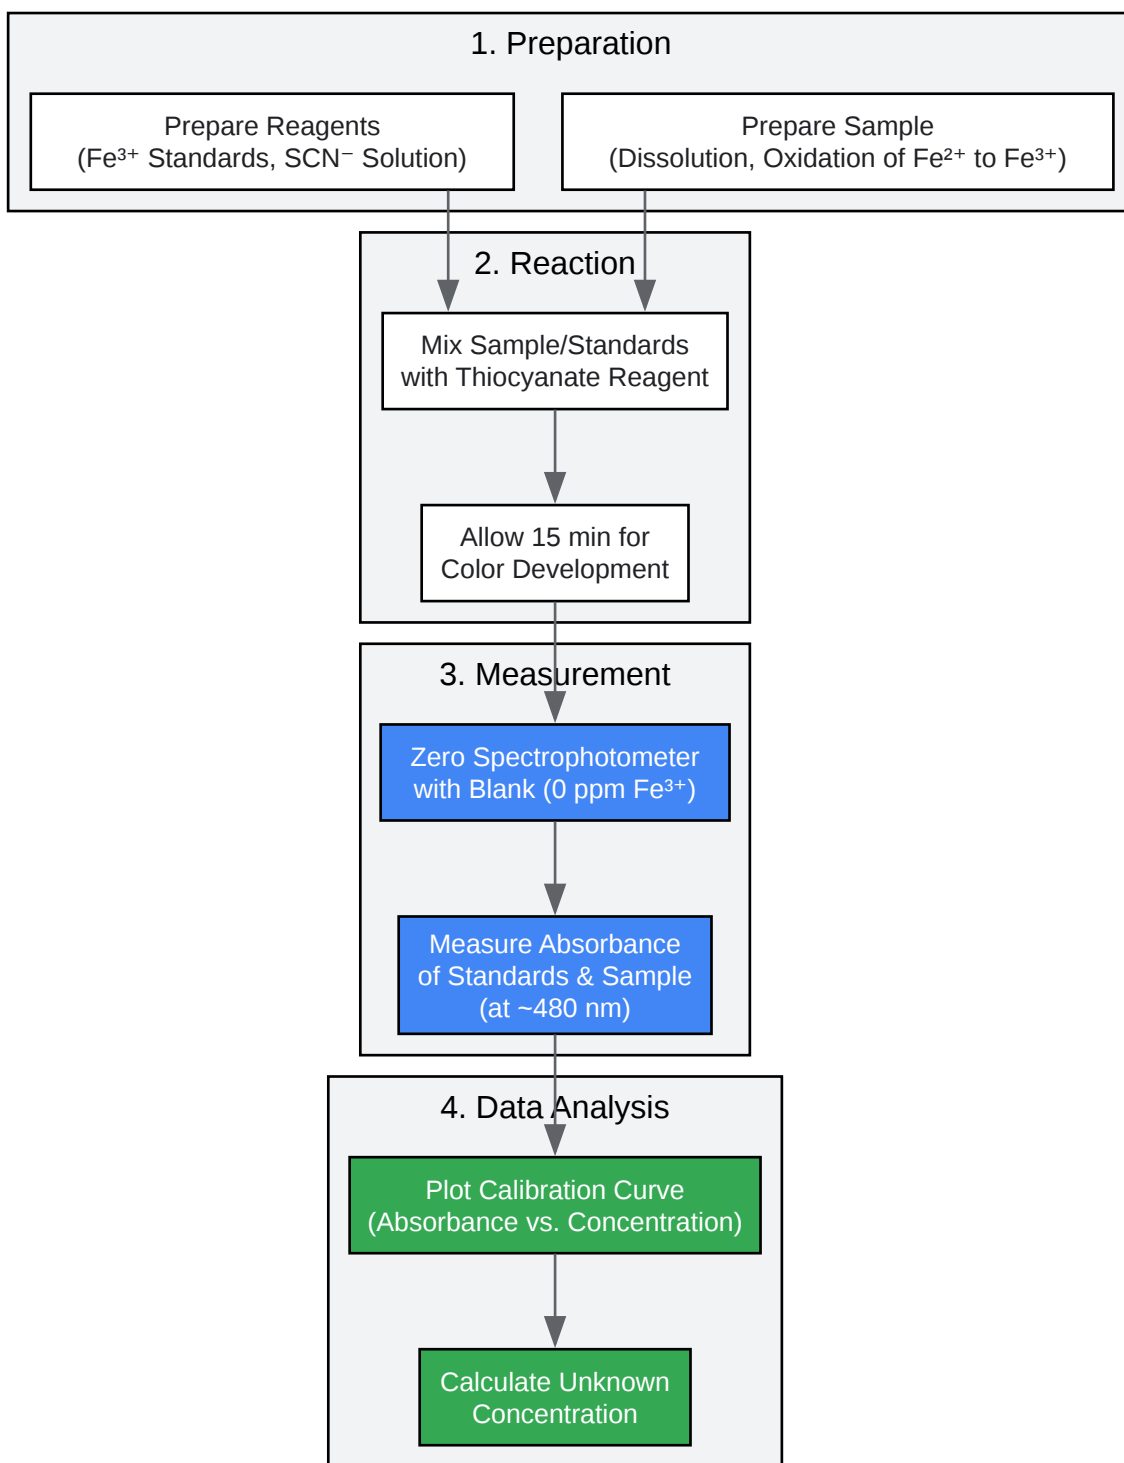 1. Preparation
Prepare Reagents
(Fe³⁺ Standards, SCN⁻ Solution)
Prepare Sample
(Dissolution, Oxidation of Fe²⁺ to Fe³⁺)
2. Reaction
Mix Sample/Standards
with Thiocyanate Reagent
Allow 15 min for
Color Development
3. Measurement
Zero Spectrophotometer
with Blank (0 ppm Fe³⁺)
Measure Absorbance
of Standards & Sample
(at ~480 nm)
4. Data Analysis
Plot Calibration Curve
(Absorbance vs. Concentration)
Calculate Unknown
Concentration